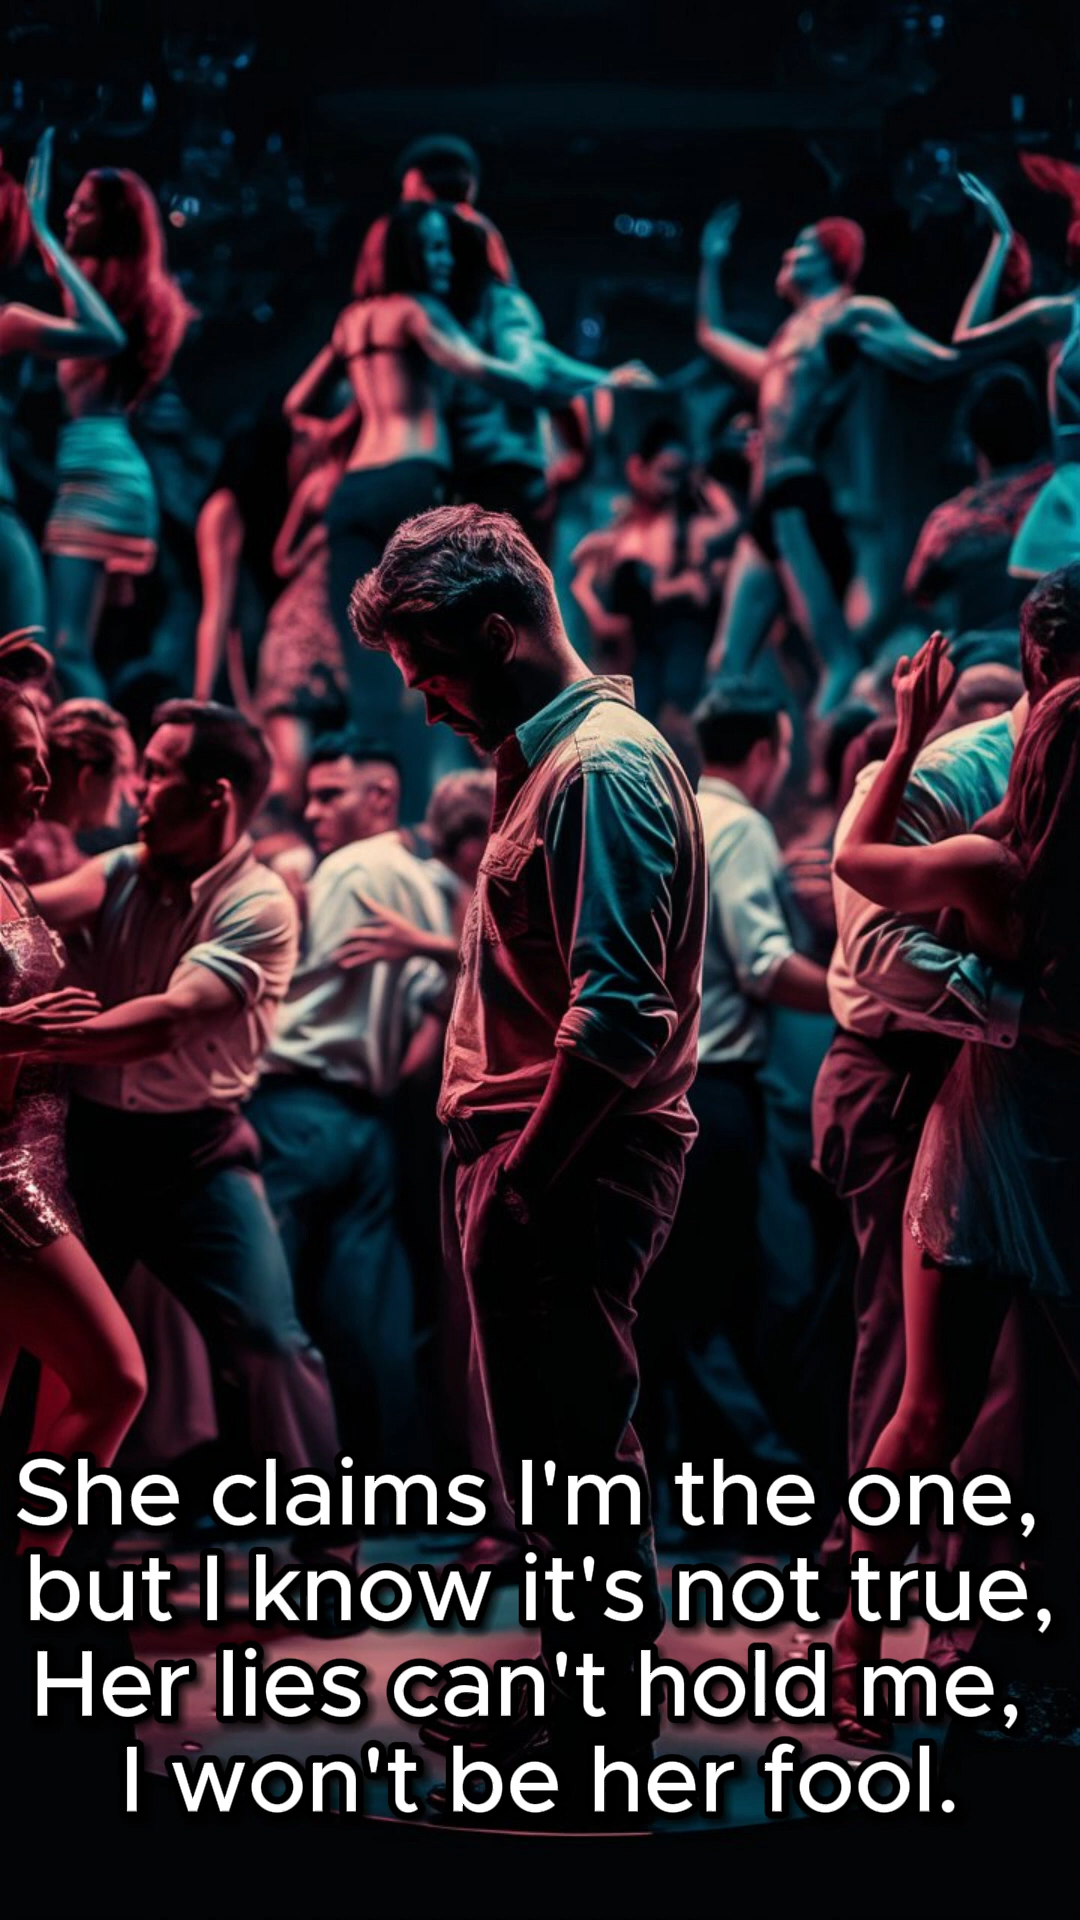 She claims I'm the one,
but I know it's not true,
Her lies can't hold me,
I won't be her fool.